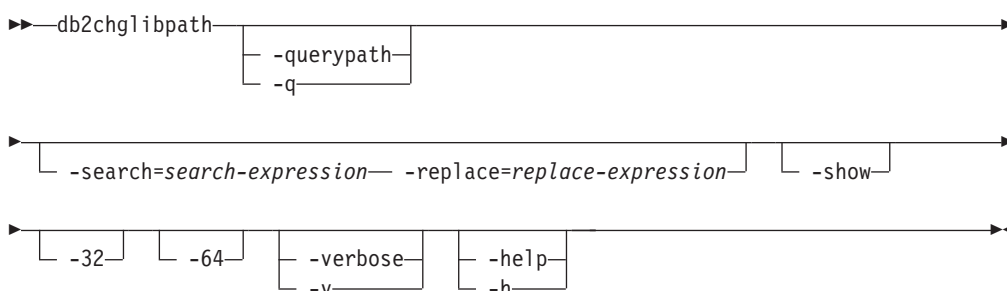 db2chglibpath
-querypath
-q
-search=search-expression -replace=replace-expression -show
-32 -64 -verbose -help
-v -h